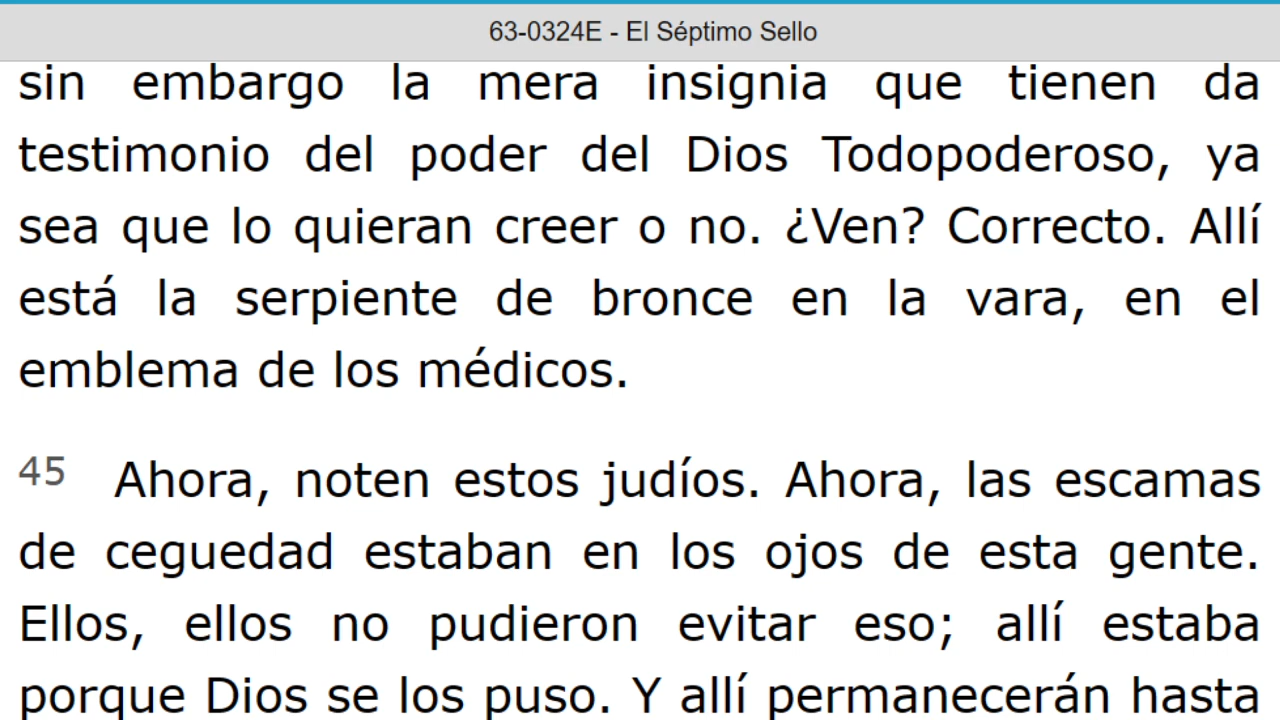 63-0324E - El Séptimo Sello
sin embargo la mera insignia que tienen da
testimonio del poder del Dios Todopoderoso, ya
sea que lo quieran creer o no. ¿Ven? Correcto. Allí
está la serpiente de bronce en la vara, en el
emblema de los médicos.
45 Ahora, noten estos judíos. Ahora, las escamas
de ceguedad estaban en los ojos de esta gente.
Ellos, ellos no pudieron evitar eso; allí estaba
porque Dios se los puso. Y allí permanecerán hasta